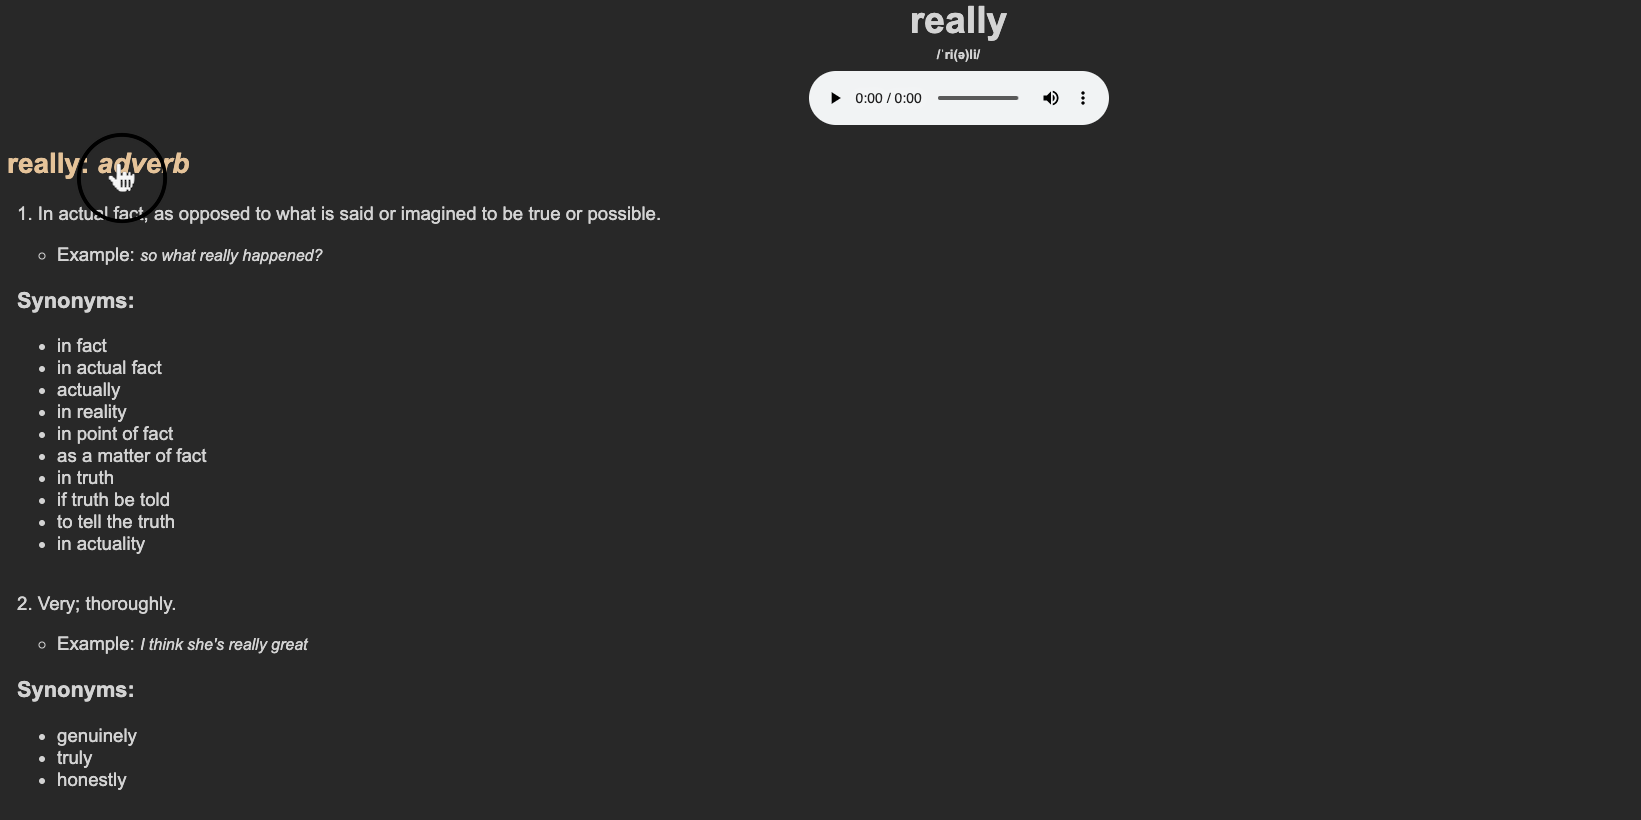 really
/ˈri(ə)li/
0:00 / 0:00
really: adverb
1. In actual fact, as opposed to what is said or imagined to be true or possible.
Example: so what really happened?
Synonyms:
in fact
in actual fact
actually
in reality
in point of fact
as a matter of fact
in truth
if truth be told
to tell the truth
in actuality
2. Very; thoroughly.
Example: I think she's really great
Synonyms:
genuinely
truly
honestly